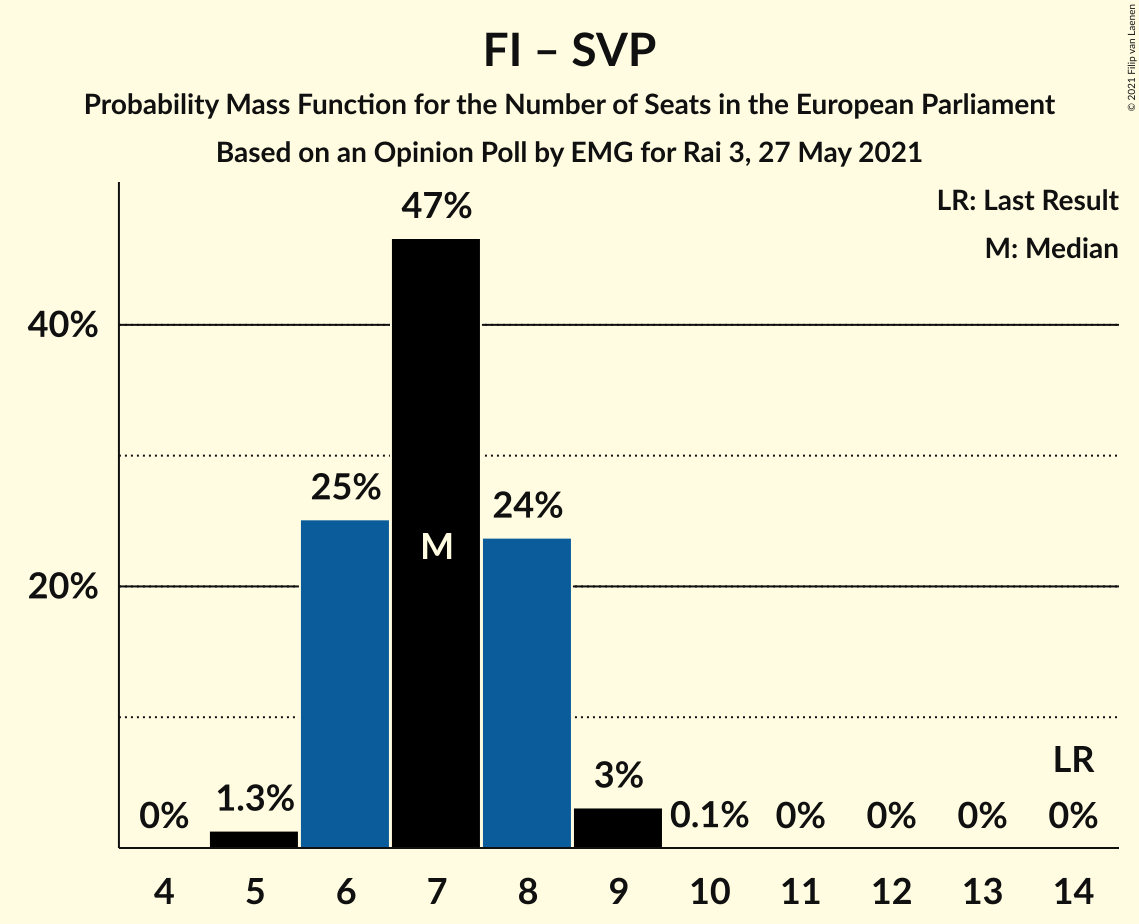 FI – SVP
Probability Mass Function for the Number of Seats in the European Parliament
Based on an Opinion Poll by EMG for Rai 3, 27 May 2021
© 2021 Filip van Laenen
LR: Last Result
M: Median
47%
40%
25%
24%
M
20%
LR
0%
1.3%
3%
0.1%
0%
0%
0%
0%
4 5 6 7 8 9 10 11 12 13 14